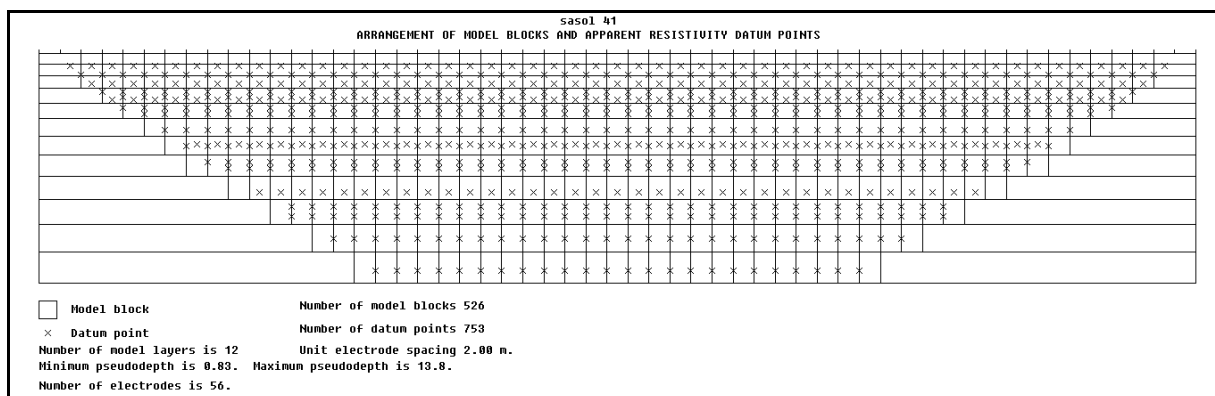 sasol 41
ARRANGEMENT OF MODEL BLOCKS AND APPARENT RESISTIVITY DATUM POINTS
Model block
Number of model blocks 526
Datum point
Number of datum points 753
Number of model layers is 12
Unit electrode spacing 2.00 m.
Minimum pseudodepth is 0.83. Maximum pseudodepth is 13.8.
Number of electrodes is 56.